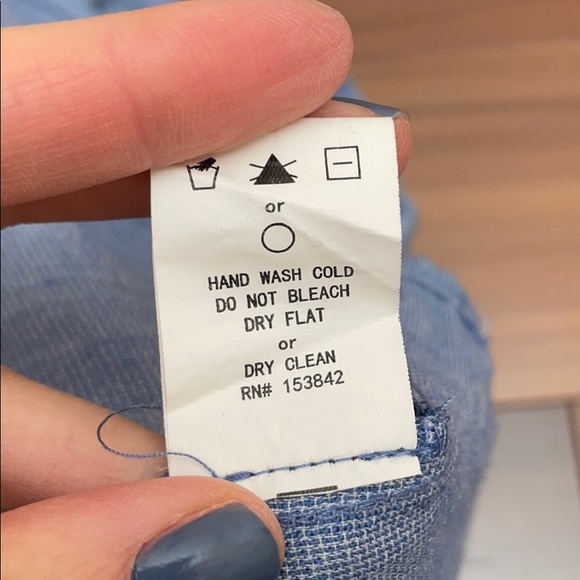 or
HAND WASH COLD
DO NOT BLEACH
DRY FLAT
or
DRY CLEAN
RN# 153842